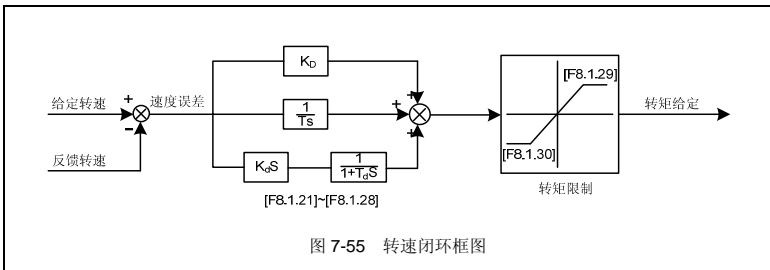 K_D
[F8.1.29]
给定转速
+
速度误差
+
+
转矩给定
1
Ts
−
+
[F8.1.30]
反馈转速
K_dS
1
1+T_dS
转矩限制
[F8.1.21]~[F8.1.28]
图 7-55 转速闭环框图